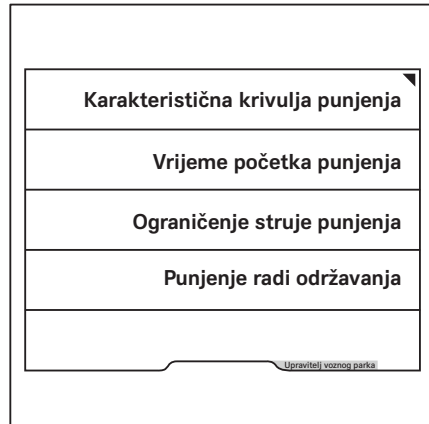 Karakteristična krivulja punjenja
Vrijeme početka punjenja
Ograničenje struje punjenja
Punjenje radi održavanja
Upravitelj voznog parka